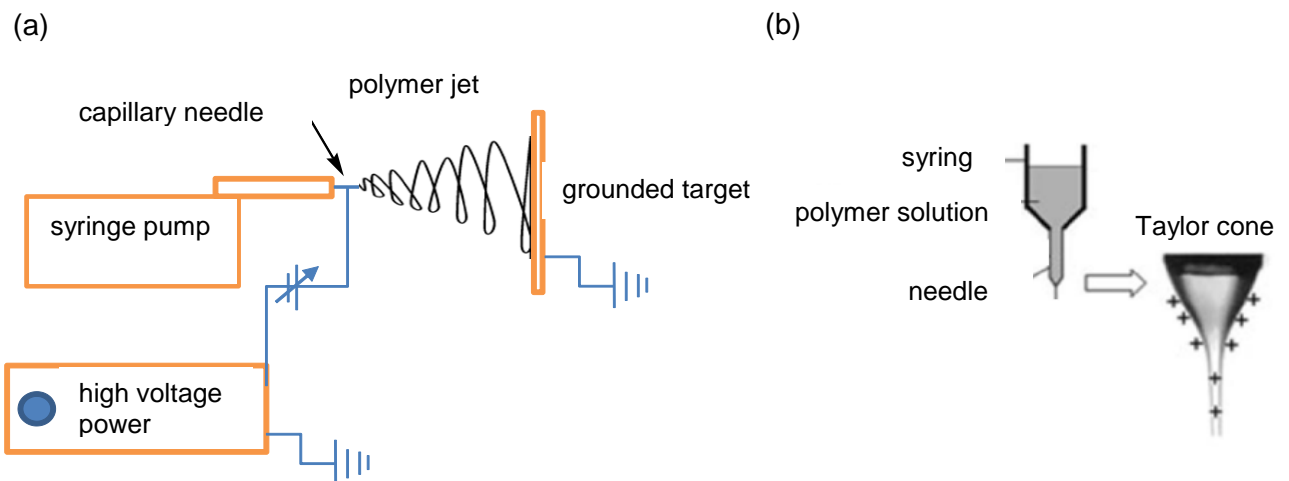 (a)
polymer jet
capillary needle
grounded target
syringe pump
high voltage
power
(b)
syring
polymer solution
needle
Taylor cone